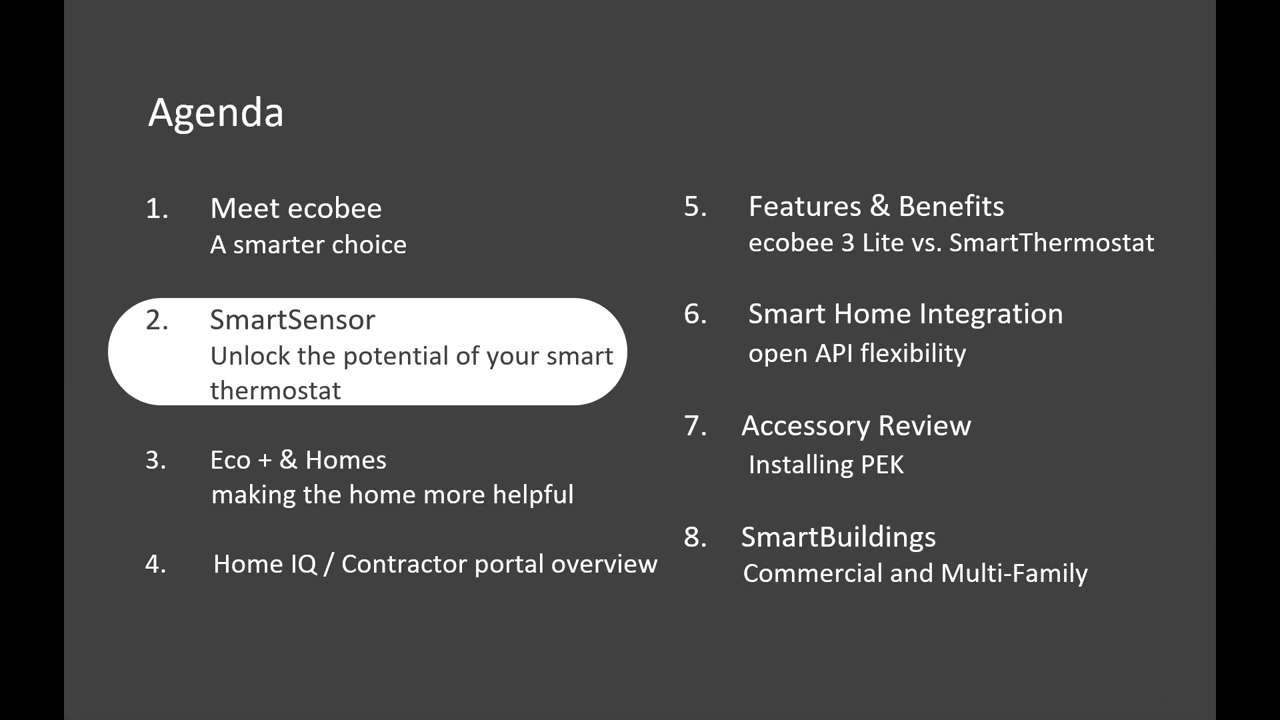 Agenda
1. Meet ecobee
A smarter choice
2. SmartSensor
Unlock the potential of your smart
thermostat
3. Eco + & Homes
making the home more helpful
4. Home IQ / Contractor portal overview
5. Features & Benefits
ecobee 3 Lite vs. SmartThermostat
6. Smart Home Integration
open API flexibility
7. Accessory Review
Installing PEK
8. SmartBuildings
Commercial and Multi-Family